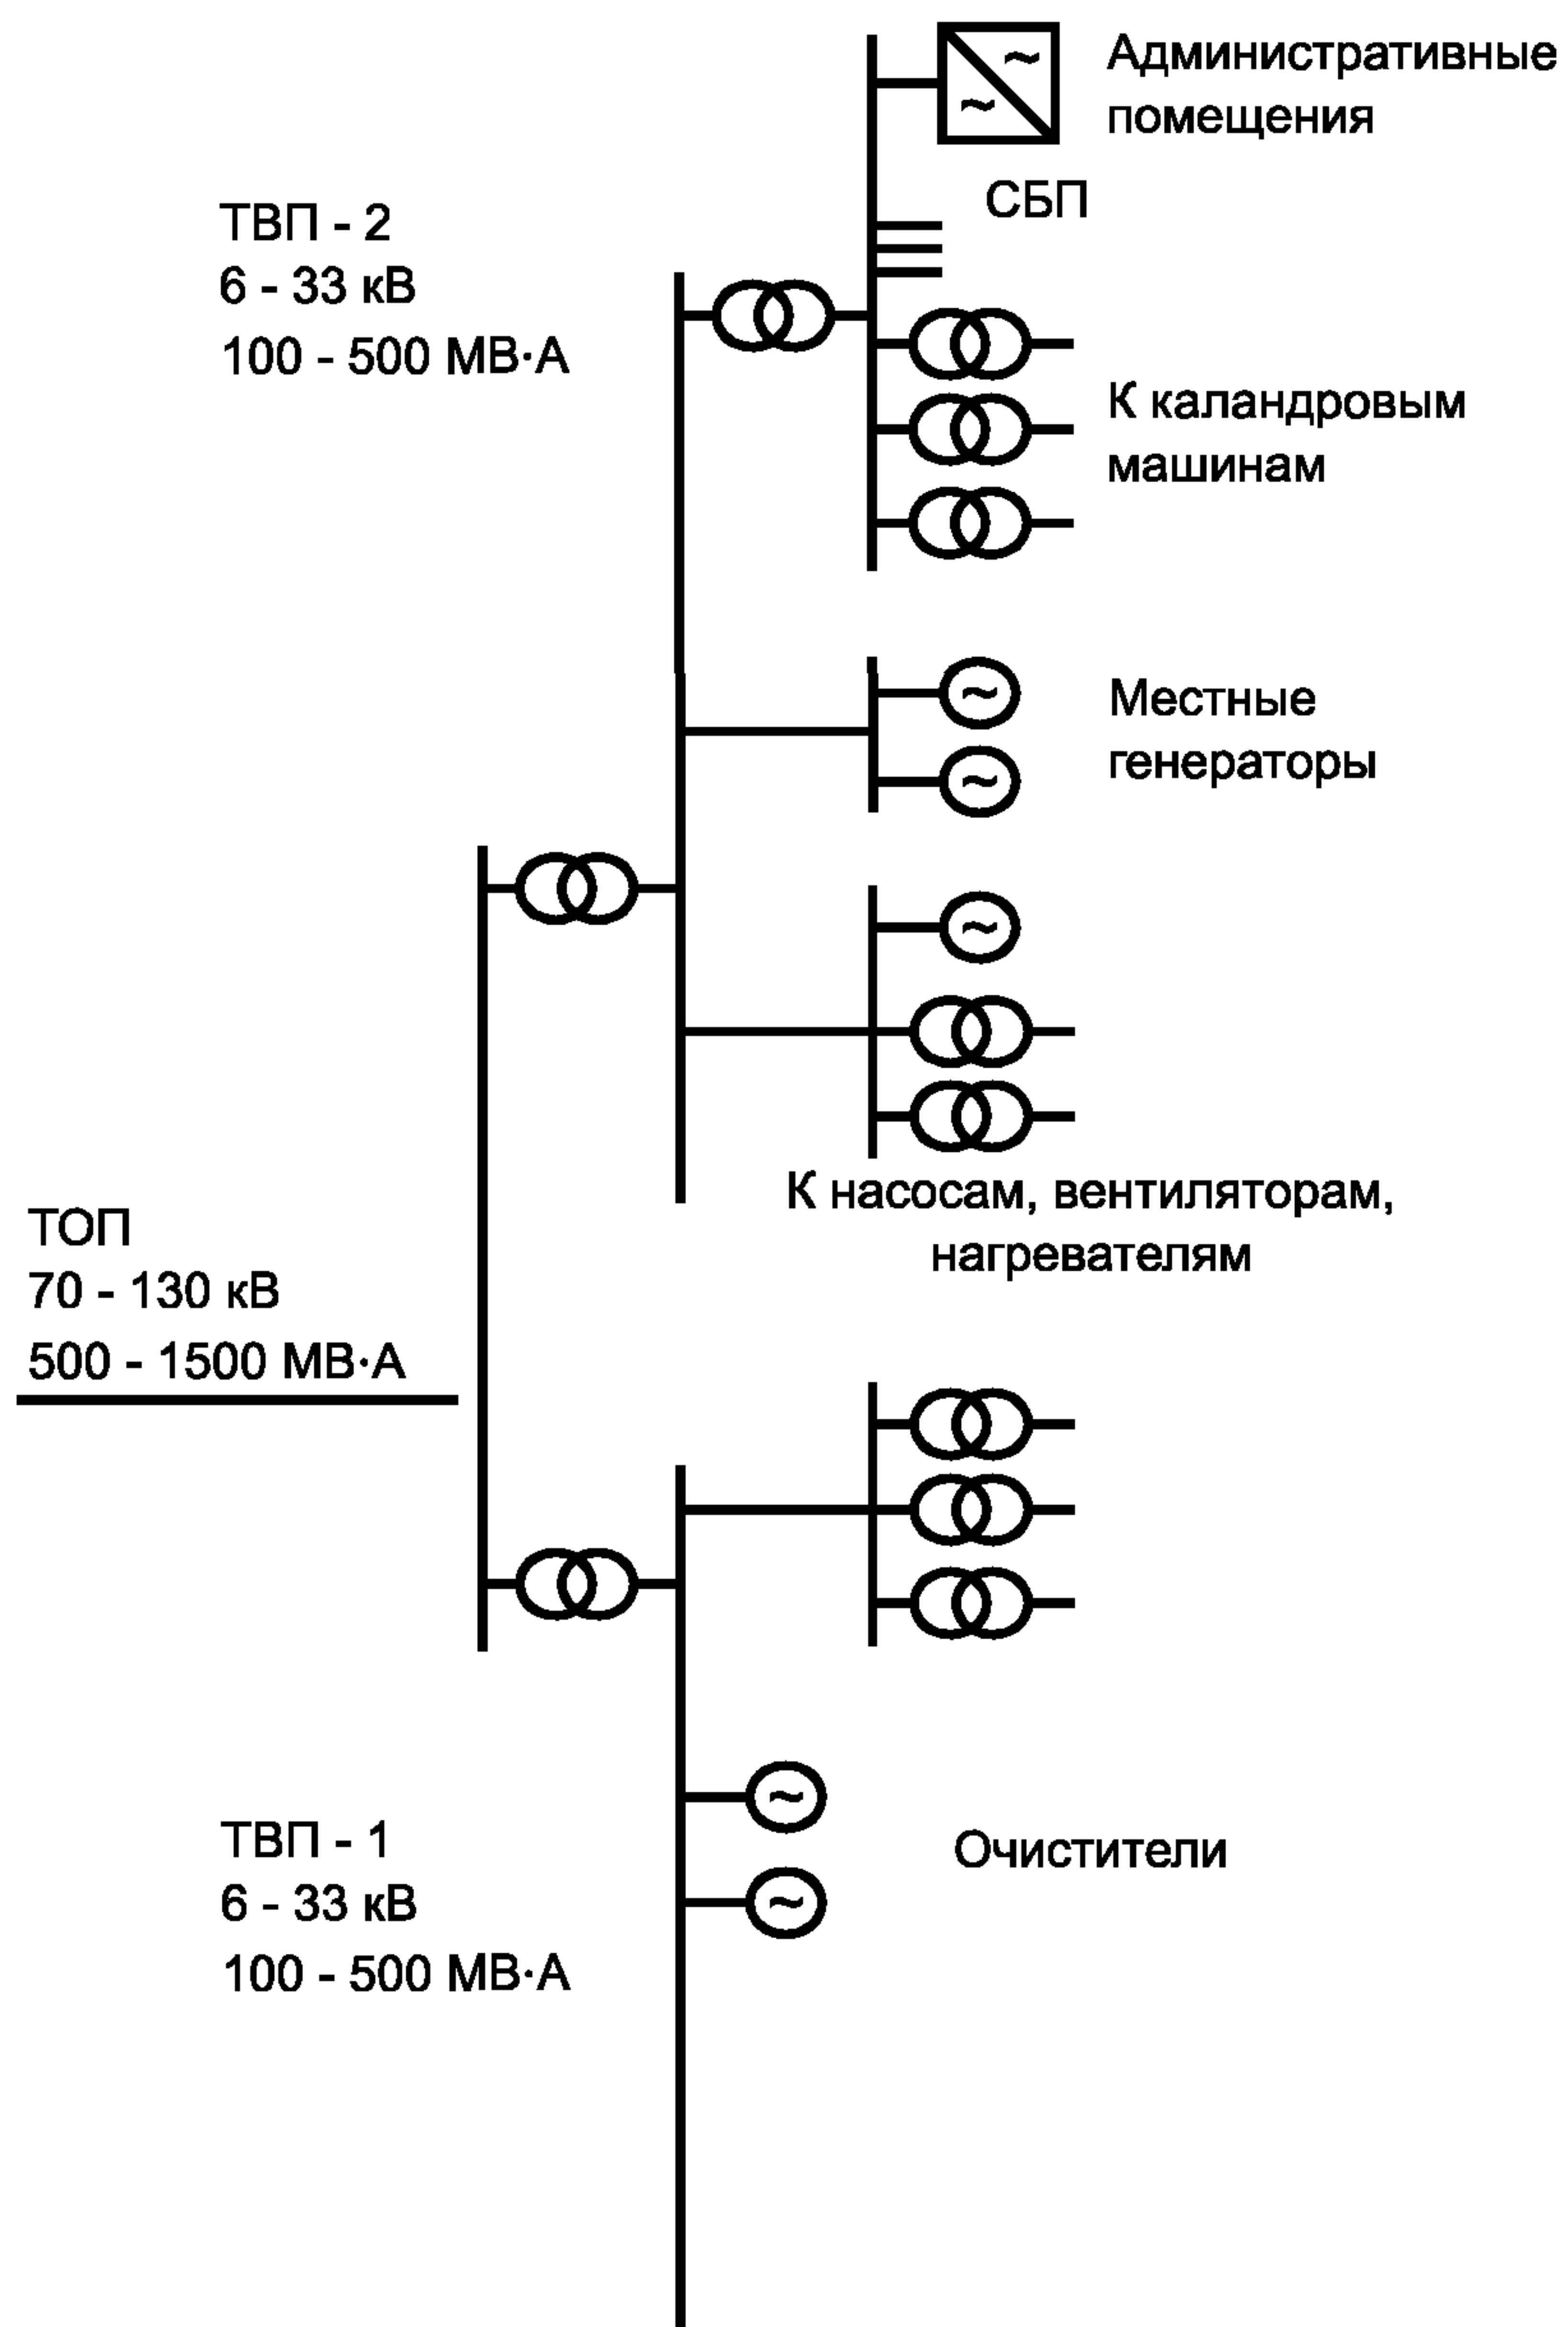 Административные
помещения
СБП
ТВП - 2
6 - 33 кВ
100 - 500 МВ·А
К каландровым
машинам
Местные
генераторы
К насосам, вентиляторам,
нагревателям
ТОП
70 - 130 кВ
500 - 1500 МВ·А
ТВП - 1
6 - 33 кВ
100 - 500 МВ·А
Очистители